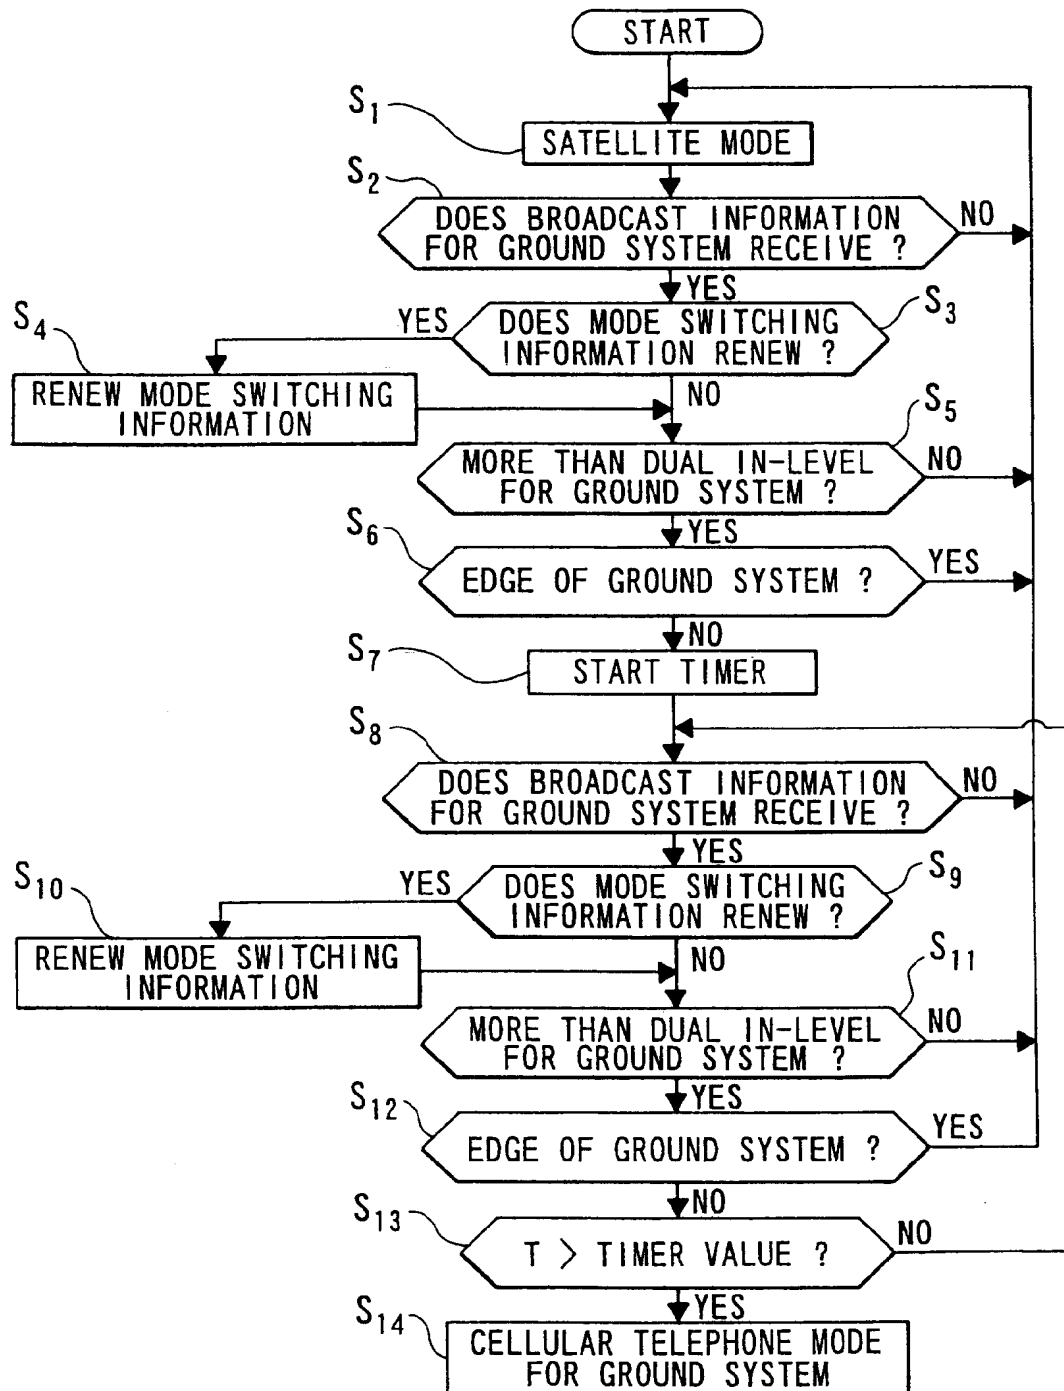 START
S1
SATELLITE MODE
S2
DOES BROADCAST INFORMATION
FOR GROUND SYSTEM RECEIVE ?
NO
YES
S3
DOES MODE SWITCHING
INFORMATION RENEW ?
YES
S4
RENEW MODE SWITCHING
INFORMATION
NO
S5
MORE THAN DUAL IN-LEVEL
FOR GROUND SYSTEM ?
NO
YES
S6
EDGE OF GROUND SYSTEM ?
YES
NO
S7
START TIMER
S8
DOES BROADCAST INFORMATION
FOR GROUND SYSTEM RECEIVE ?
NO
YES
S9
DOES MODE SWITCHING
INFORMATION RENEW ?
YES
S10
RENEW MODE SWITCHING
INFORMATION
NO
S11
MORE THAN DUAL IN-LEVEL
FOR GROUND SYSTEM ?
NO
YES
S12
EDGE OF GROUND SYSTEM ?
YES
NO
S13
T > TIMER VALUE ?
NO
YES
S14
CELLULAR TELEPHONE MODE
FOR GROUND SYSTEM